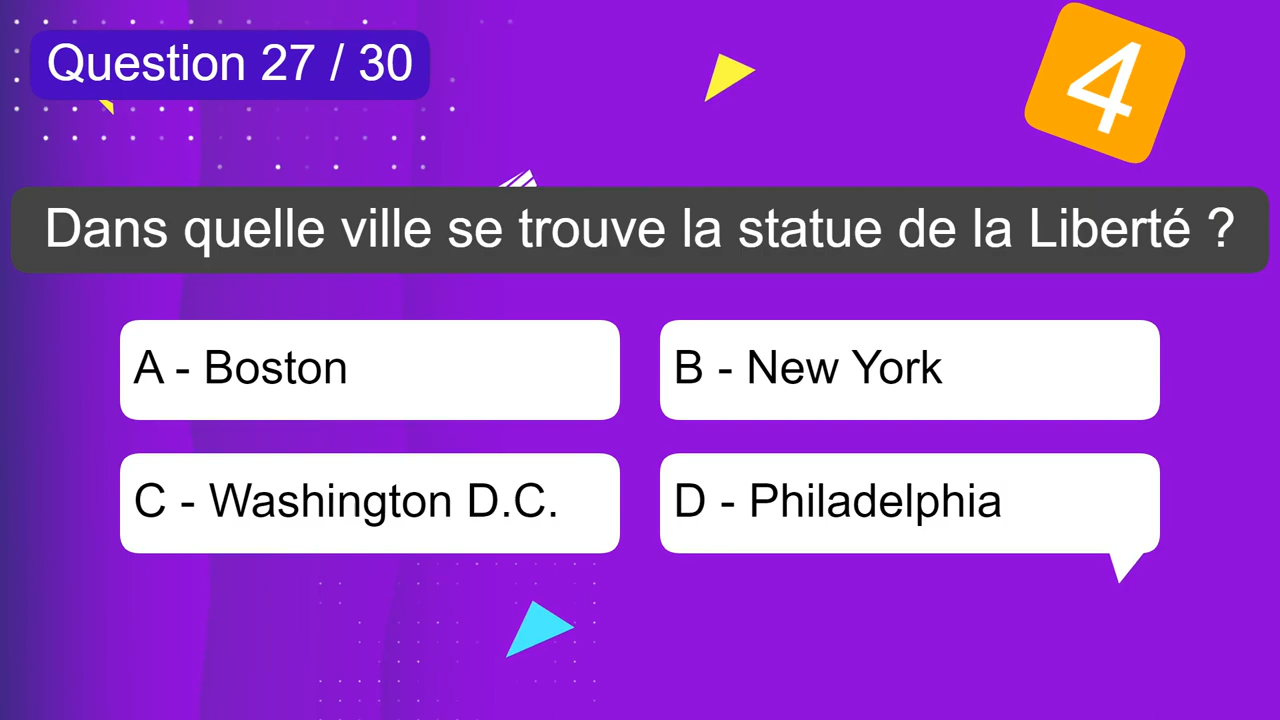 Question 27 / 30
4
Dans quelle ville se trouve la statue de la Liberté ?
A - Boston
B - New York
C - Washington D.C.
D - Philadelphia